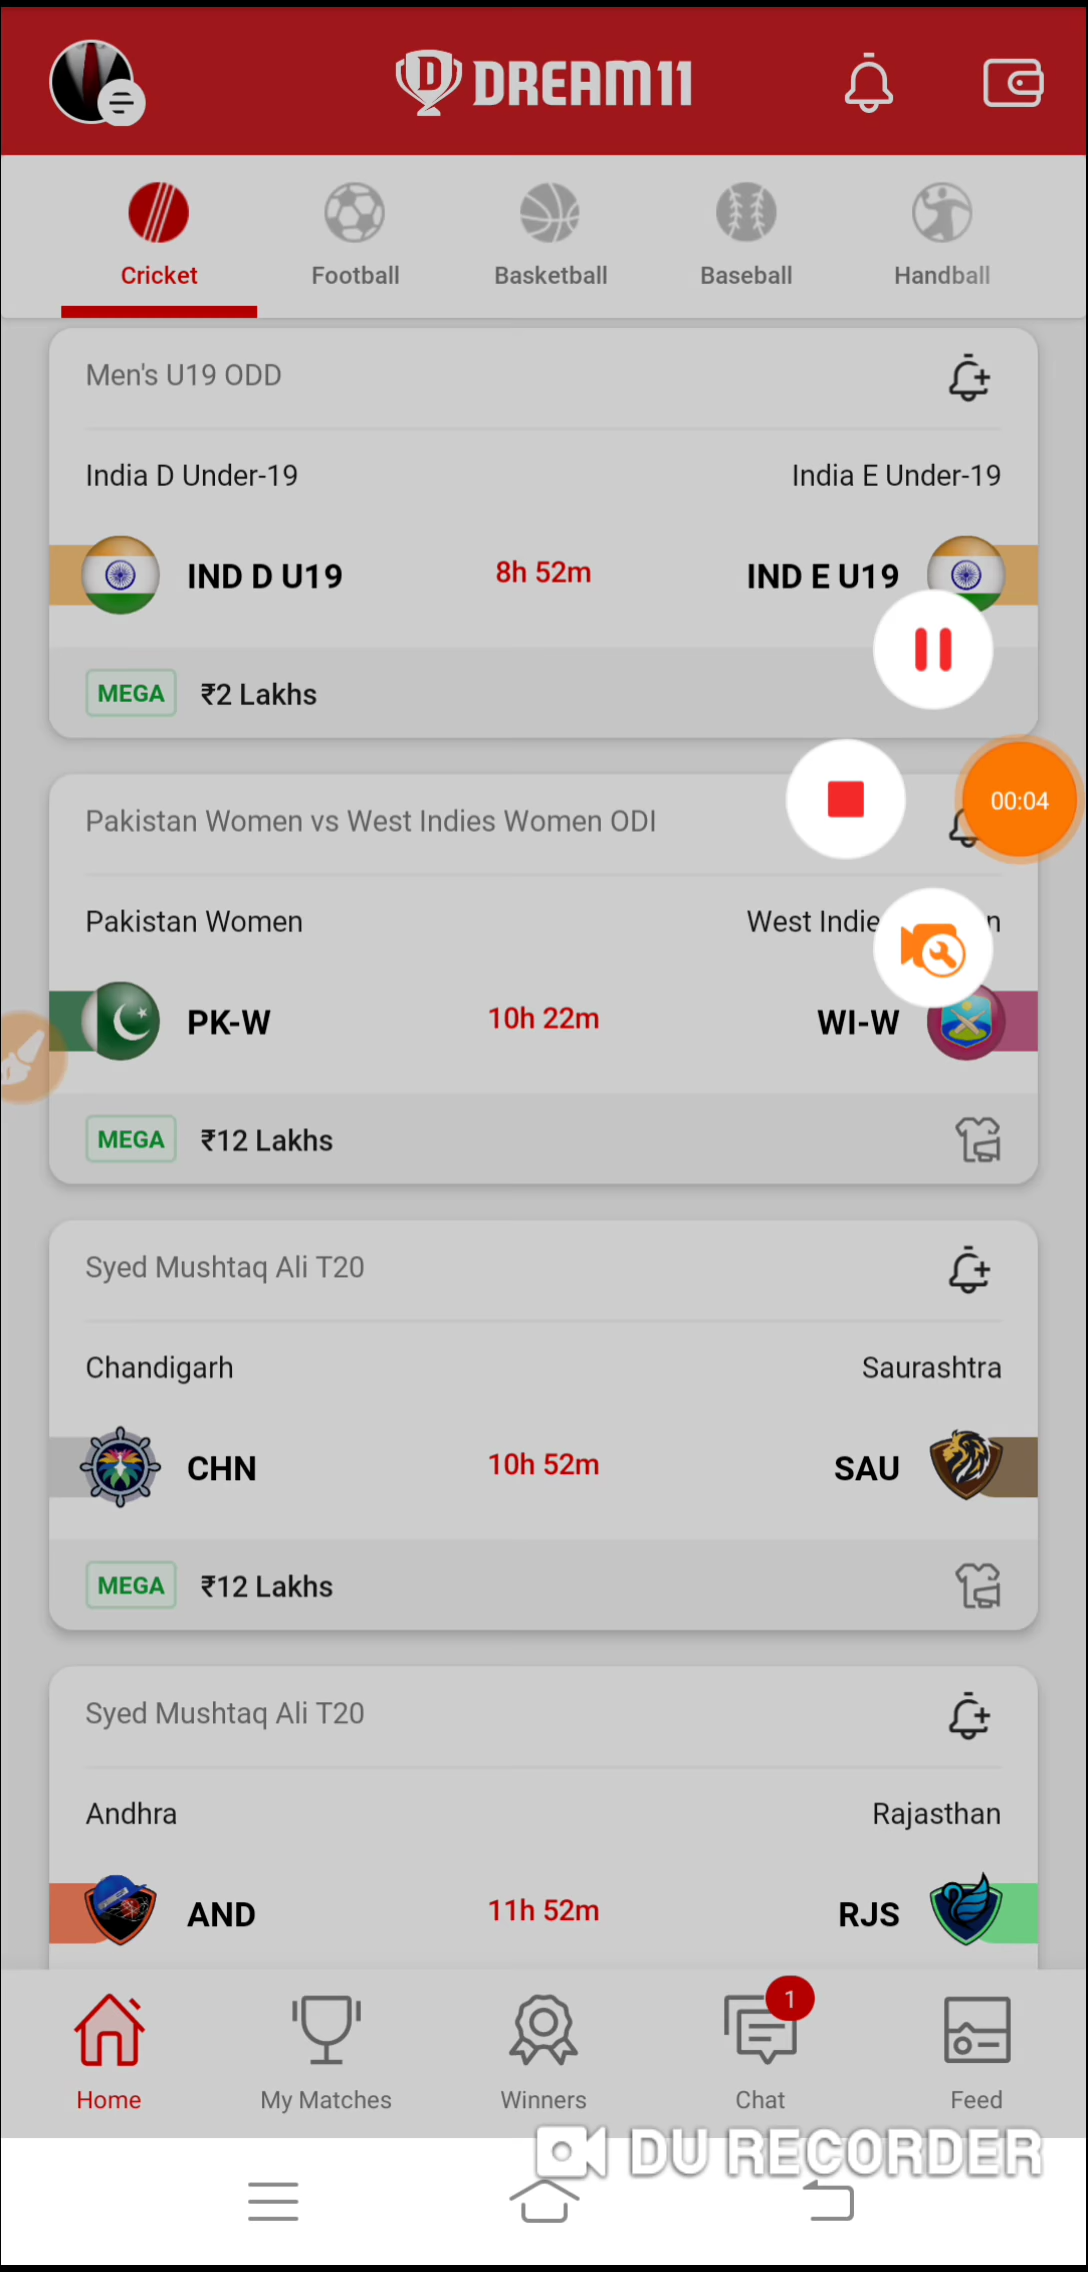 DREAM11
Cricket
Football
Basketball
Baseball
Handball
Men's U19 ODD
India D Under-19
India E Under-19
IND D U19
8h 52m
IND E U19
MEGA
₹2 Lakhs
Pakistan Women vs West Indies Women ODI
00:04
Pakistan Women
West Indie n
PK-W
10h 22m
WI-W
MEGA
₹12 Lakhs
Syed Mushtaq Ali T20
Chandigarh
Saurashtra
CHN
10h 52m
SAU
MEGA
₹12 Lakhs
Syed Mushtaq Ali T20
Andhra
Rajasthan
AND
11h 52m
RJS
1
Home
My Matches
Winners
Chat
Feed
DU RECORDER